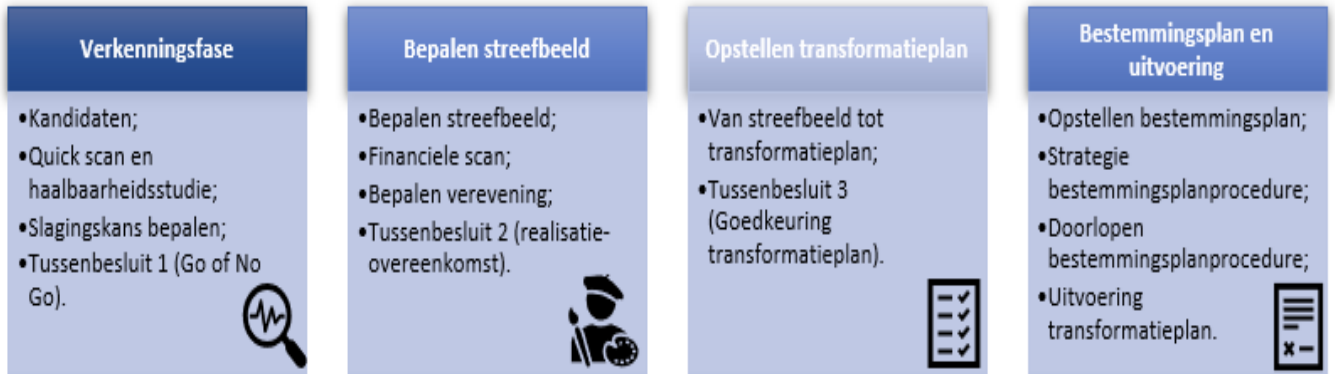 Verkenningsfase
•Kandidaten;
•Quick scan en
haalbaarheidsstudie;
•Slagingskans bepalen;
•Tussenbesluit 1 (Go of No
Go).
Bepalen streefbeeld
•Bepalen streefbeeld;
•Financiele scan;
•Bepalen verevening;
•Tussenbesluit 2 (realisatie-
overeenkomst).
Opstellen transformatieplan
•Van streefbeeld tot
transformatieplan;
•Tussenbesluit 3
(Goedkeuring
transformatieplan).
Bestemmingsplan en
uitvoering
•Opstellen bestemmingsplan;
•Strategie
bestemmingsplanprocedure;
•Doorlopen
bestemmingsplanprocedure;
•Uitvoering
transformatieplan.